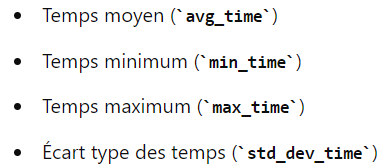 • Temps moyen (`avg_time`)
• Temps minimum (`min_time`)
• Temps maximum (`max_time`)
• Écart type des temps (`std_dev_time`)